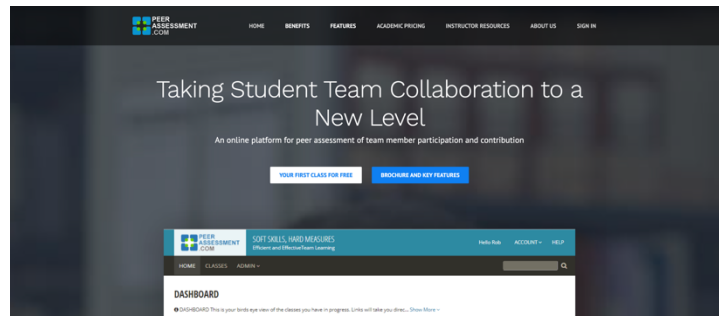 PEER
ASSESSMENT
.COM
HOME BENEFITS FEATURES ACADEMIC PRICING INSTRUCTOR RESOURCES ABOUT US SIGN IN
Taking Student Team Collaboration to a
New Level
An online platform for peer assessment of team member participation and contribution
YOUR FIRST CLASS FOR FREE BROCHURE AND KEY FEATURES
PEER
ASSESSMENT
.COM
SOFT SKILLS, HARD MEASURES
Efficient and EffectiveTeam Learning
Hello Rob ACCOUNT HELP
HOME CLASSES ADMIN
DASHBOARD
DASHBOARD This is your birds eye view of the classes you have in progress. Links will take you direc... Show More